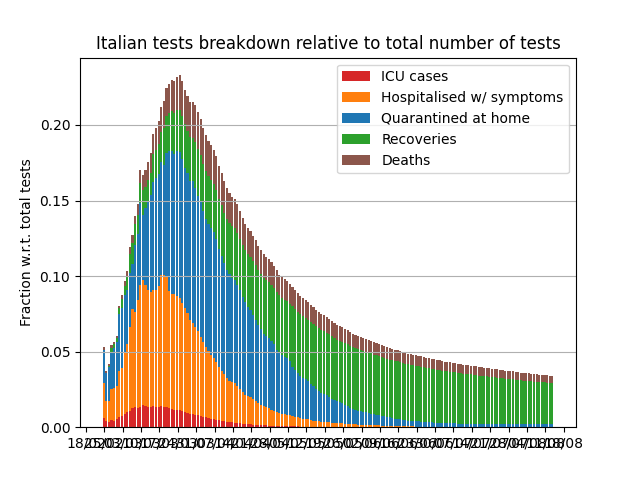 Italian tests breakdown relative to total number of tests
ICU cases
Hospitalised w/ symptoms
Quarantined at home
Recoveries
Deaths
Fraction w.r.t. total tests
0.20
0.15
0.10
0.05
0.00